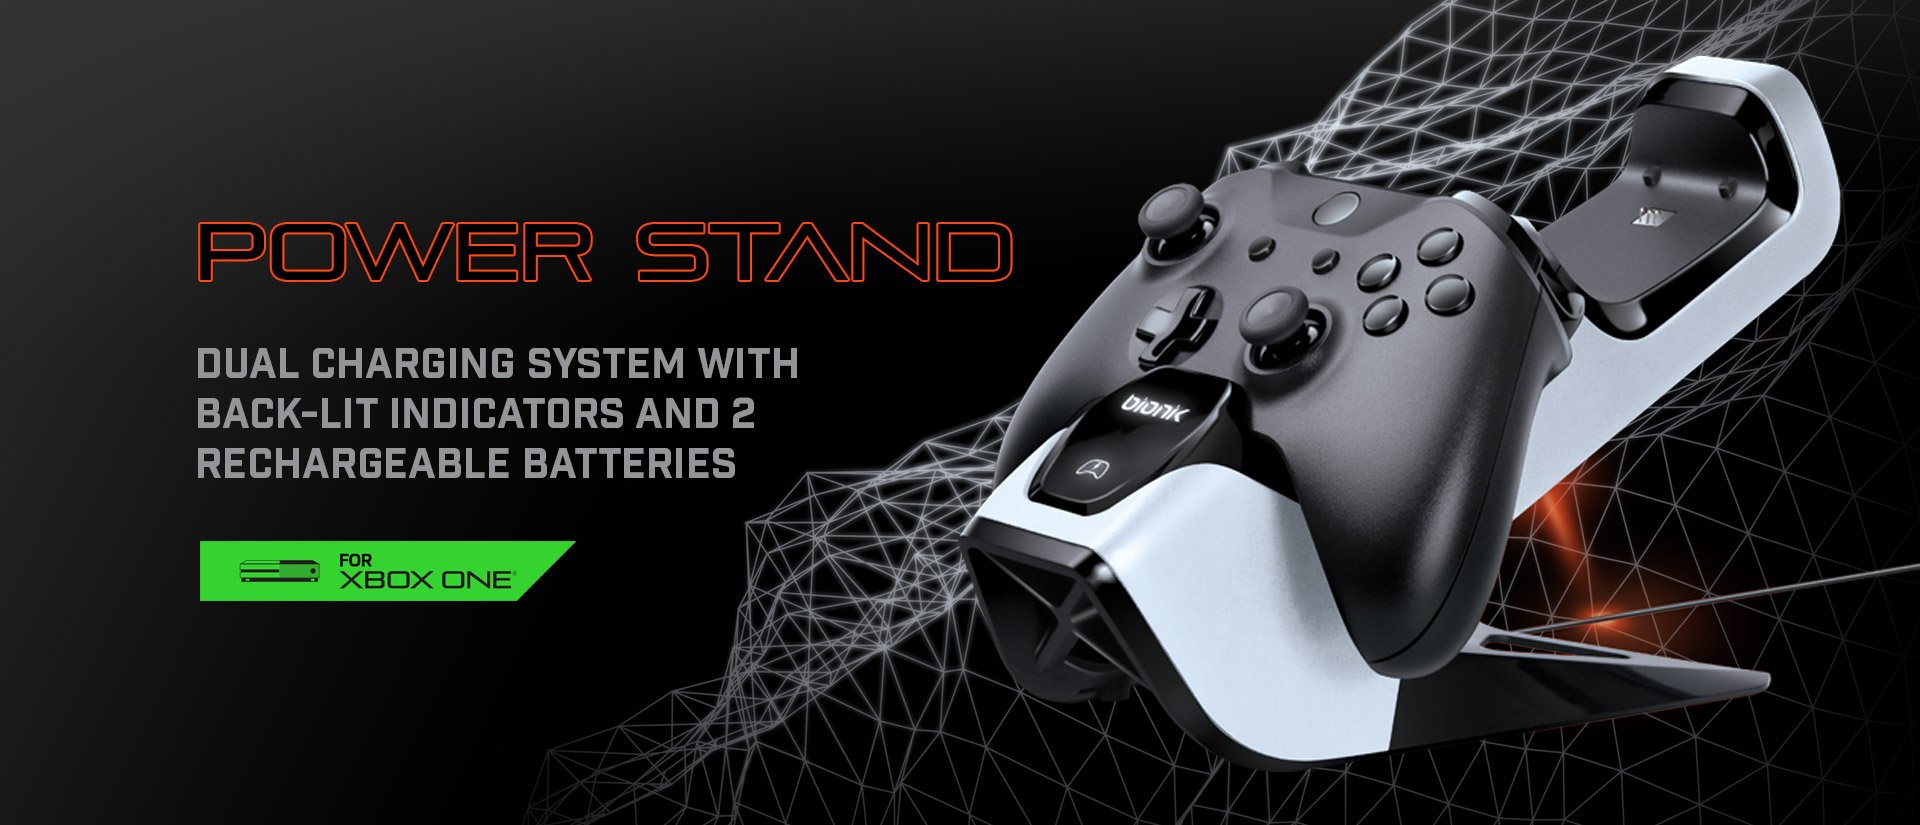 POWER STAND
DUAL CHARGING SYSTEM WITH
BACK-LIT INDICATORS AND 2
RECHARGEABLE BATTERIES
FOR
XBOX ONE
bionik